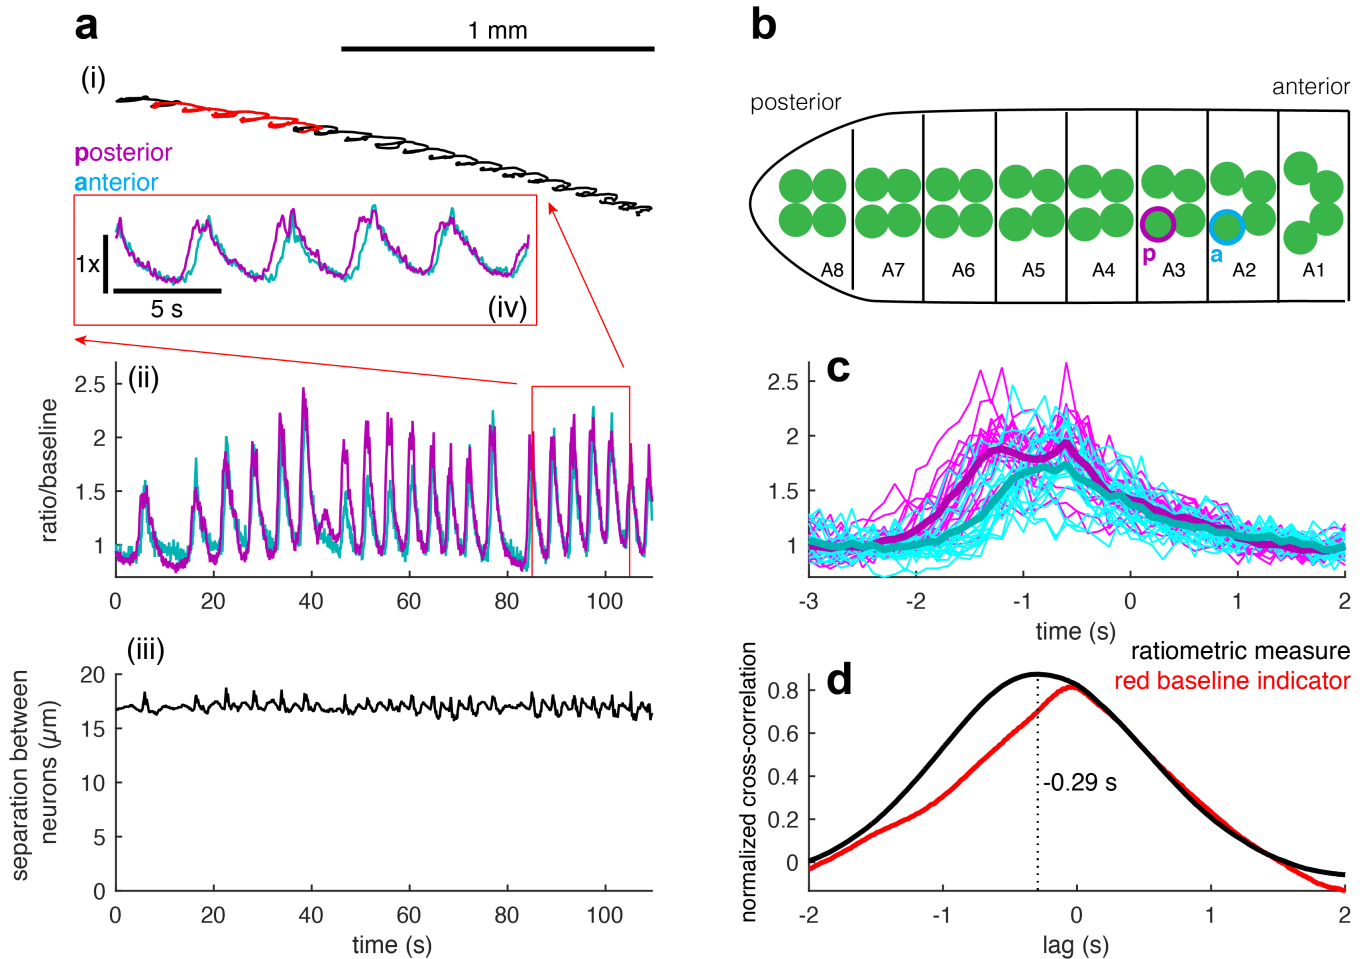 a
1 mm
(i)
posterior
anterior
1x
5 s
(iv)
(ii)
ratio/baseline
2.5
2
1.5
1
0 20 40 60 80 100
(iii)
separation between
neurons (μm)
20
15
10
5
0
0 20 40 60 80 100
time (s)
b
posterior
anterior
p
a
A8 A7 A6 A5 A4 A3 A2 A1
c
2.5
2
1.5
1
-3 -2 -1 0 1 2
time (s)
d
ratiometric measure
red baseline indicator
normalized cross-correlation
0.8
0.6
0.4
0.2
0
-0.29 s
-2 -1 0 1 2
lag (s)